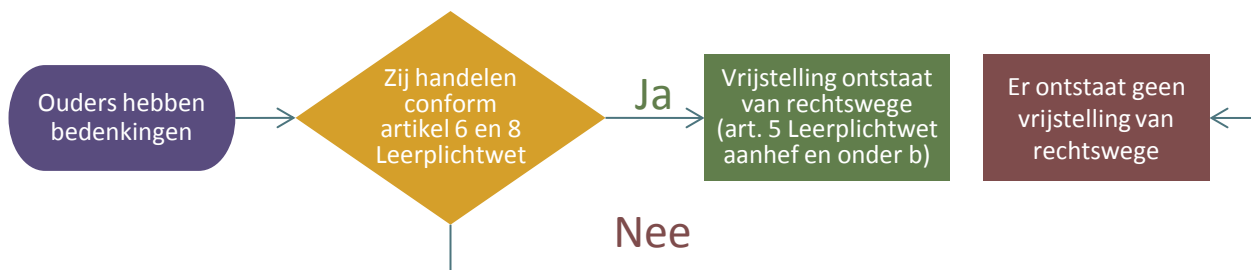 Ouders hebben
bedenkingen
Zij handelen
conform
artikel 6 en 8
Leerplichtwet
Ja
Nee
Vrijstelling ontstaat
van rechtswege
(art. 5 Leerplichtwet
aanhef en onder b)
Er ontstaat geen
vrijstelling van
rechtswege